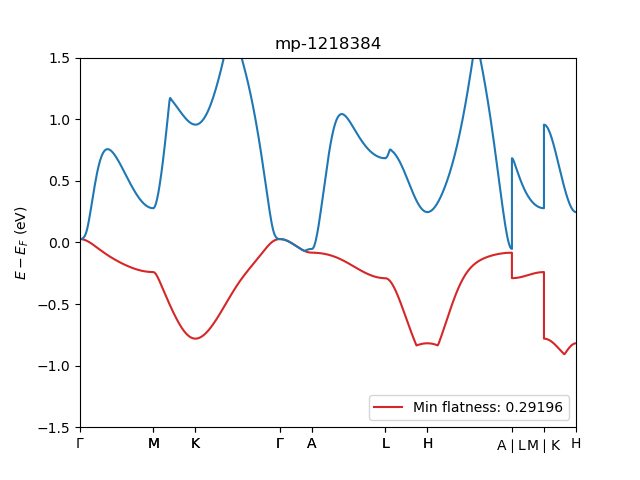 mp-1218384
E − E_F (eV)
1.5
1.0
0.5
0.0
−0.5
−1.0
−1.5
Min flatness: 0.29196
Γ M K Γ A L H A | L M | K H